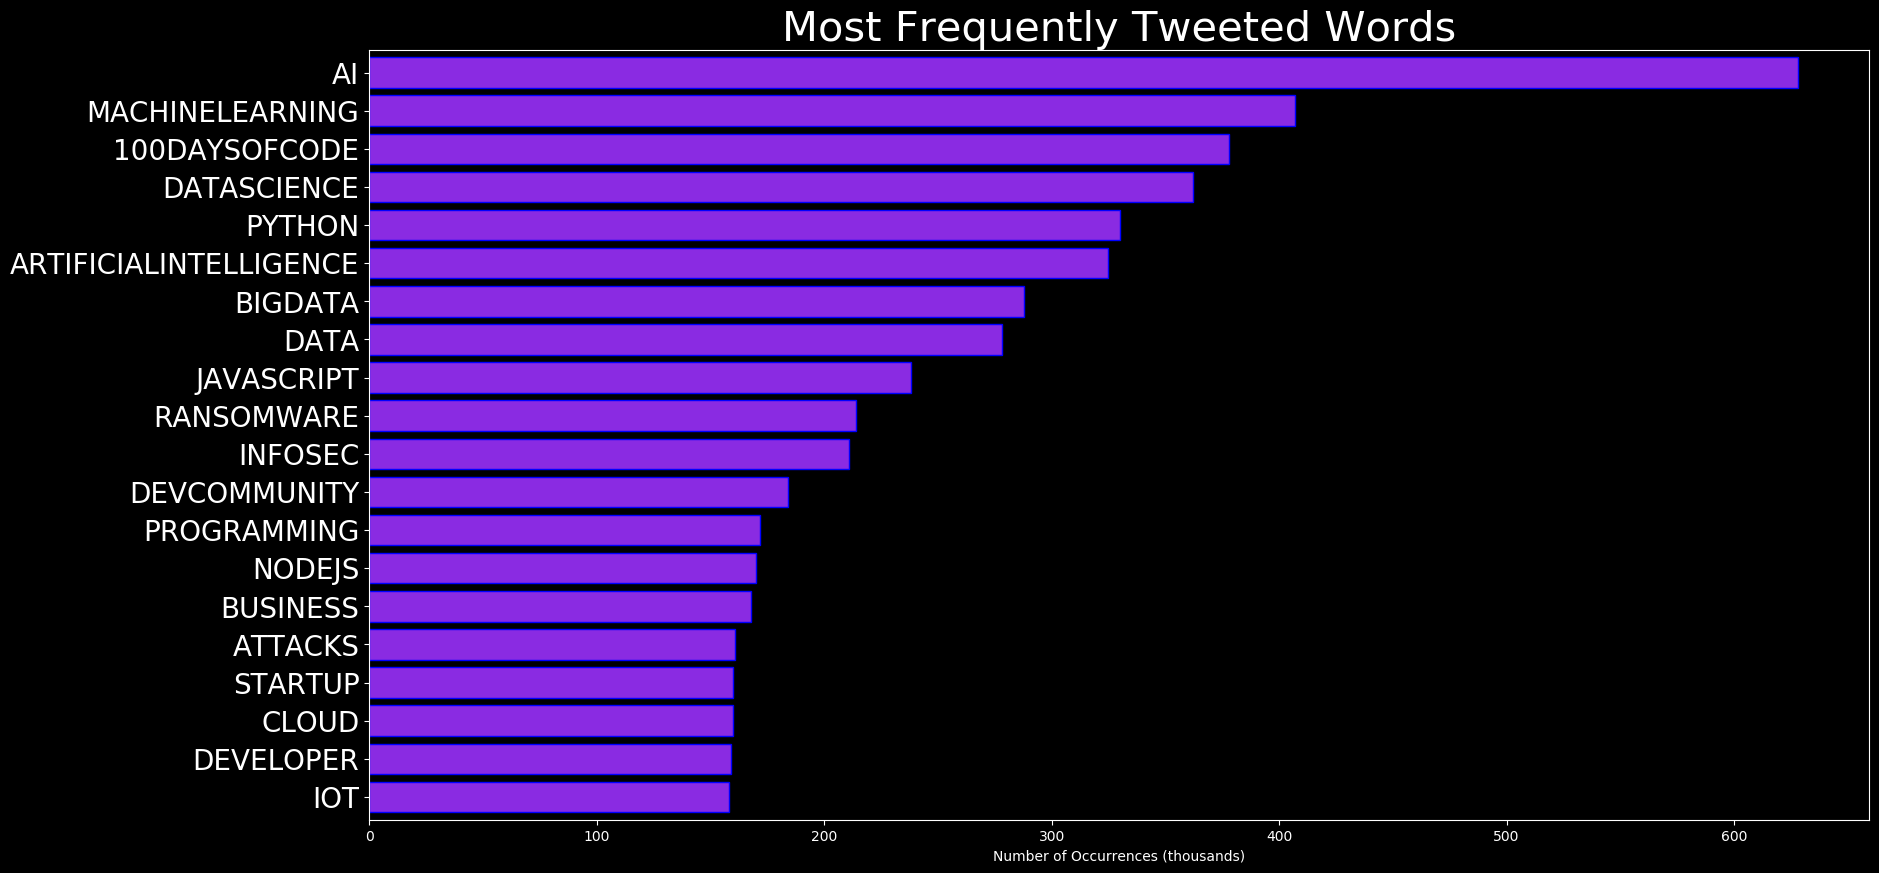 Most Frequently Tweeted Words
AI
MACHINELEARNING
100DAYSOFCODE
DATASCIENCE
PYTHON
ARTIFICIALINTELLIGENCE
BIGDATA
DATA
JAVASCRIPT
RANSOMWARE
INFOSEC
DEVCOMMUNITY
PROGRAMMING
NODEJS
BUSINESS
ATTACKS
STARTUP
CLOUD
DEVELOPER
IOT
0 100 200 300 400 500 600
Number of Occurrences (thousands)